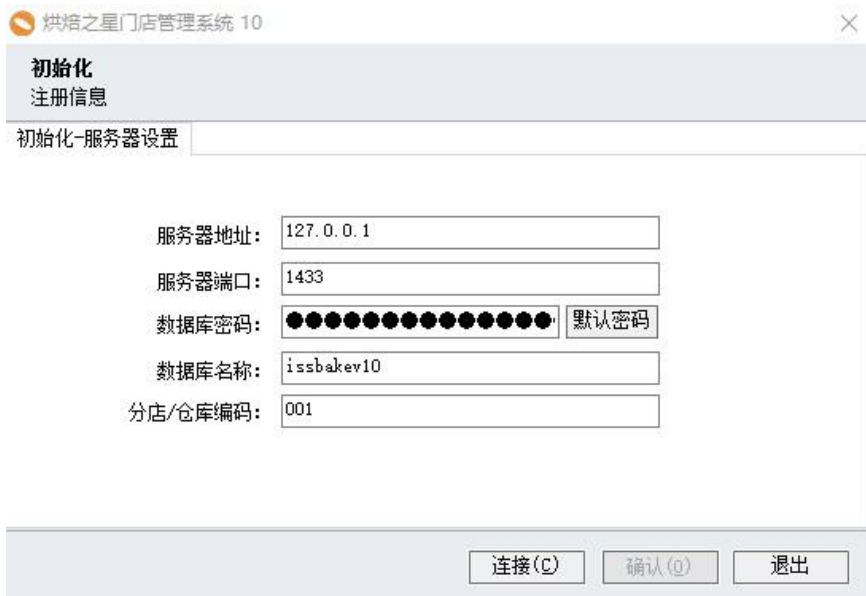 烘焙之星门店管理系统 10
初始化
注册信息
初始化-服务器设置
服务器地址: 127.0.0.1
服务器端口: 1433
数据库密码: ●●●●●●●●●●●●●● 默认密码
数据库名称: issbakev10
分店/仓库编码: 001
连接(C) 确认(O) 退出